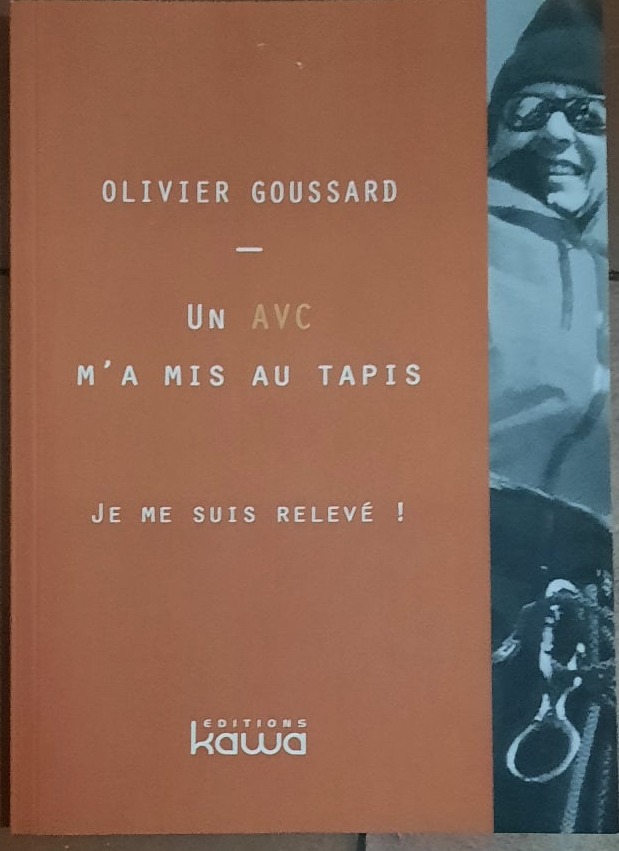 OLIVIER GOUSSARD
—
UN AVC
M'A MIS AU TAPIS
JE ME SUIS RELEVÉ !
EDITIONS
kawa